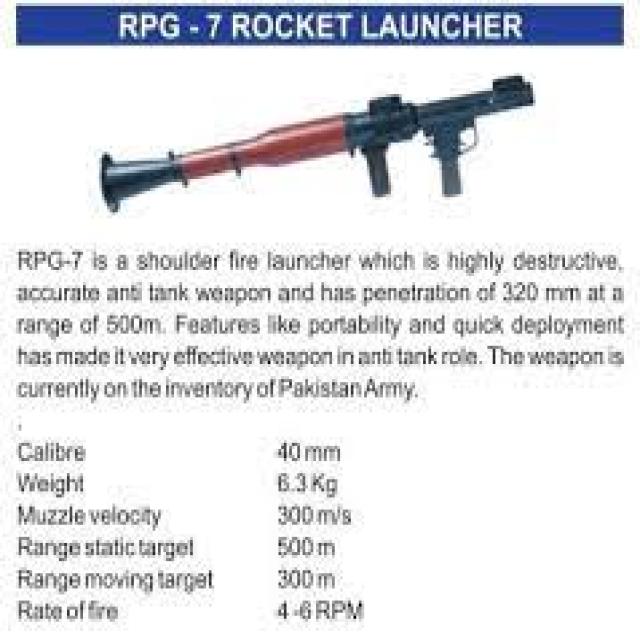 RPG - 7 ROCKET LAUNCHER
RPG-7 is a shoulder fire launcher which is highly destructive,
accurate anti tank weapon and has penetration of 320 mm at a
range of 500m. Features like portability and quick deployment
has made it very effective weapon in anti tank role. The weapon is
currently on the inventory of Pakistan Army.
.
Calibre 40 mm
Weight 6.3 Kg
Muzzle velocity 300 m/s
Range static target 500 m
Range moving target 300 m
Rate of fire 4 -6 RPM